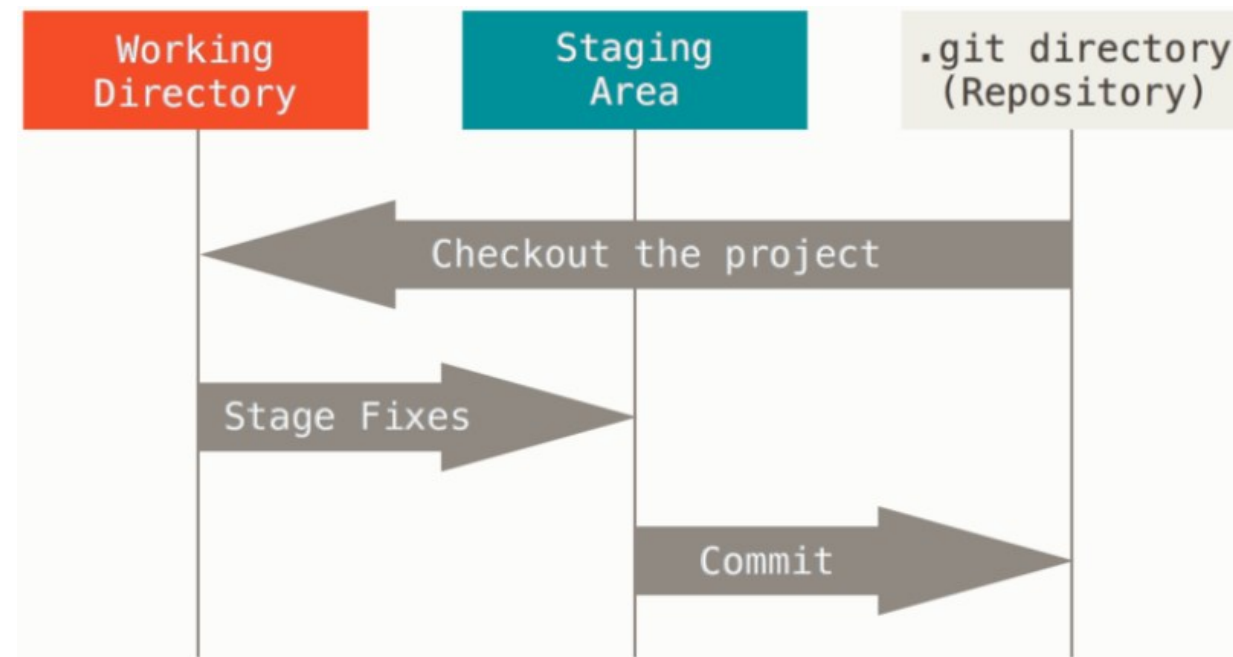 Working
Directory
Staging
Area
.git directory
(Repository)
Checkout the project
Stage Fixes
Commit